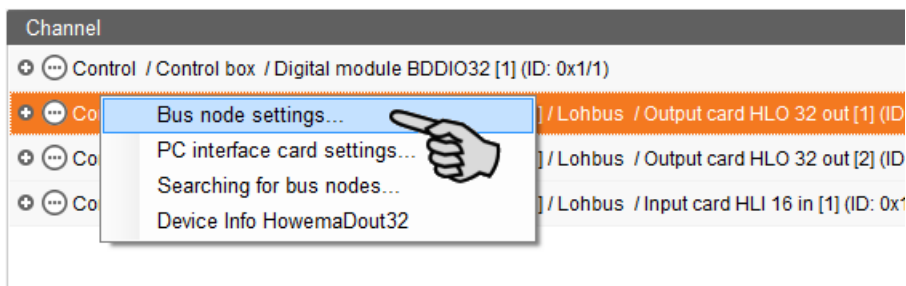 Channel
Control / Control box / Digital module BDDIO32 [1] (ID: 0x1/1)
Co
Bus node settings...
] / Lohbus / Output card HLO 32 out [1] (ID
PC interface card settings...
Co
] / Lohbus / Output card HLO 32 out [2] (ID
Searching for bus nodes...
Co
] / Lohbus / Input card HLI 16 in [1] (ID: 0x1
Device Info HowemaDout32